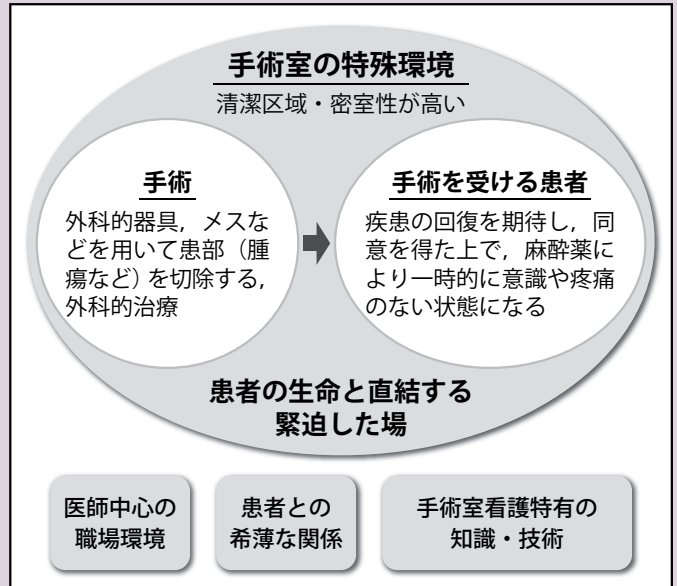 手術室の特殊環境
清潔区域・密室性が高い
手術
外科的器具，メスな
どを用いて患部（腫
瘍など）を切除する，
外科的治療
手術を受ける患者
疾患の回復を期待し，同
意を得た上で，麻酔薬に
より一時的に意識や疼痛
のない状態になる
患者の生命と直結する
緊迫した場
医師中心の
職場環境
患者との
希薄な関係
手術室看護特有の
知識・技術